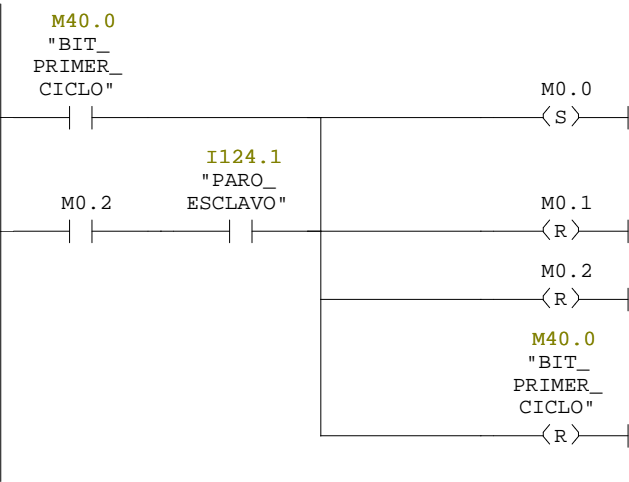 M40.0
"BIT_
PRIMER_
CICLO"
M0.0
S
I124.1
"PARO_
ESCLAVO"
M0.2
M0.1
R
M0.2
R
M40.0
"BIT_
PRIMER_
CICLO"
R